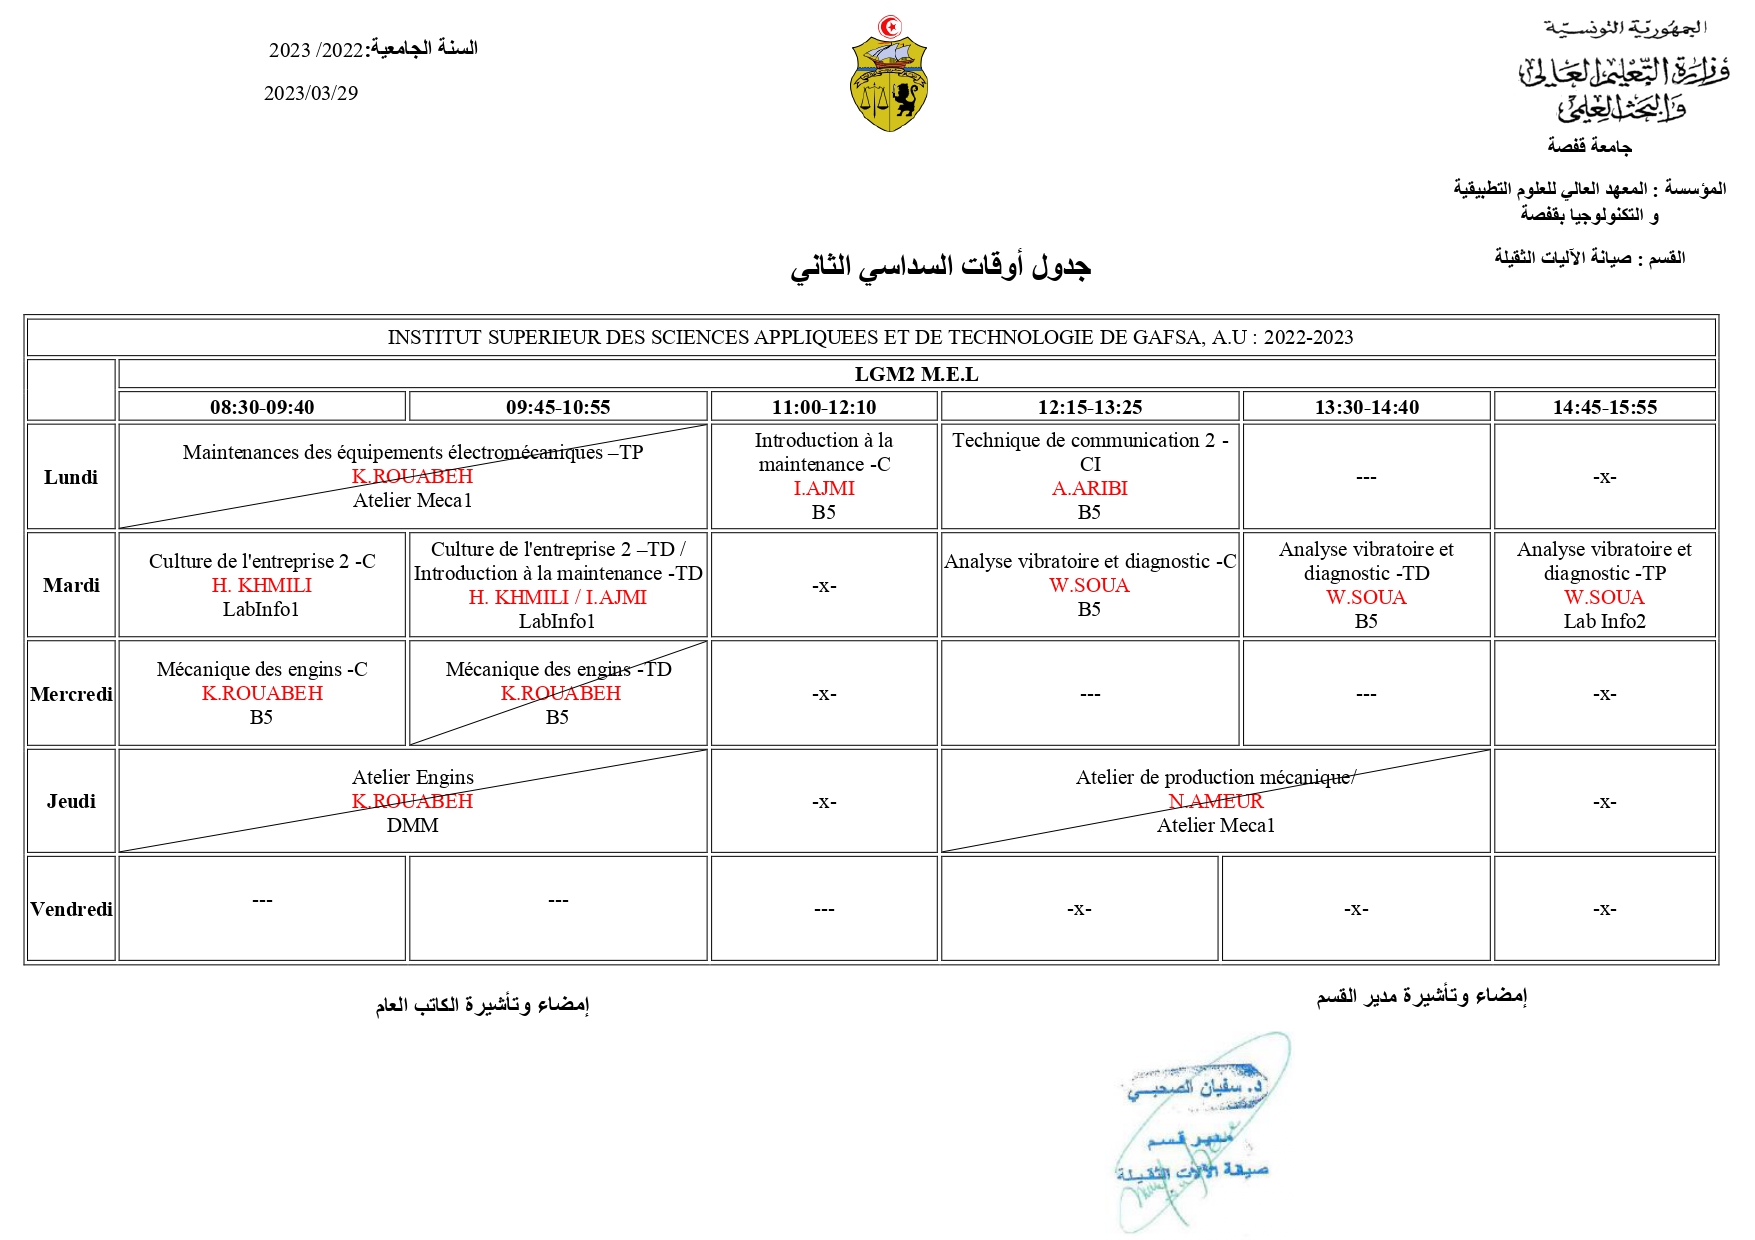 الجمهورية التونسية
وزارة التعليم العالي
والبحث العلمي
جامعة قفصة
المؤسسة : المعهد العالي للعلوم التطبيقية
و التكنولوجيا بقفصة
القسم : صيانة الآليات الثقيلة
السنة الجامعية:2022/ 2023
2023/03/29
جدول أوقات السداسي الثاني
INSTITUT SUPERIEUR DES SCIENCES APPLIQUEES ET DE TECHNOLOGIE DE GAFSA, A.U : 2022-2023
LGM2 M.E.L
08:30-09:40
09:45-10:55
11:00-12:10
12:15-13:25
13:30-14:40
14:45-15:55
Lundi
Maintenances des équipements électromécaniques –TP
K.ROUABEH
Atelier Meca1
Introduction à la
maintenance -C
I.AJMI
B5
Technique de communication 2 -
CI
A.ARIBI
B5
---
-x-
Mardi
Culture de l'entreprise 2 -C
H. KHMILI
LabInfo1
Culture de l'entreprise 2 –TD /
Introduction à la maintenance -TD
H. KHMILI / I.AJMI
LabInfo1
-x-
Analyse vibratoire et diagnostic -C
W.SOUA
B5
Analyse vibratoire et
diagnostic -TD
W.SOUA
B5
Analyse vibratoire et
diagnostic -TP
W.SOUA
Lab Info2
Mercredi
Mécanique des engins -C
K.ROUABEH
B5
Mécanique des engins -TD
K.ROUABEH
B5
-x-
---
---
-x-
Jeudi
Atelier Engins
K.ROUABEH
DMM
-x-
Atelier de production mécanique/
N.AMEUR
Atelier Meca1
-x-
Vendredi
---
---
---
-x-
-x-
-x-
إمضاء وتأشيرة مدير القسم
إمضاء وتأشيرة الكاتب العام
د. سفيان الصحبي
مدير قسم
صيانة الآلات الثقيلة